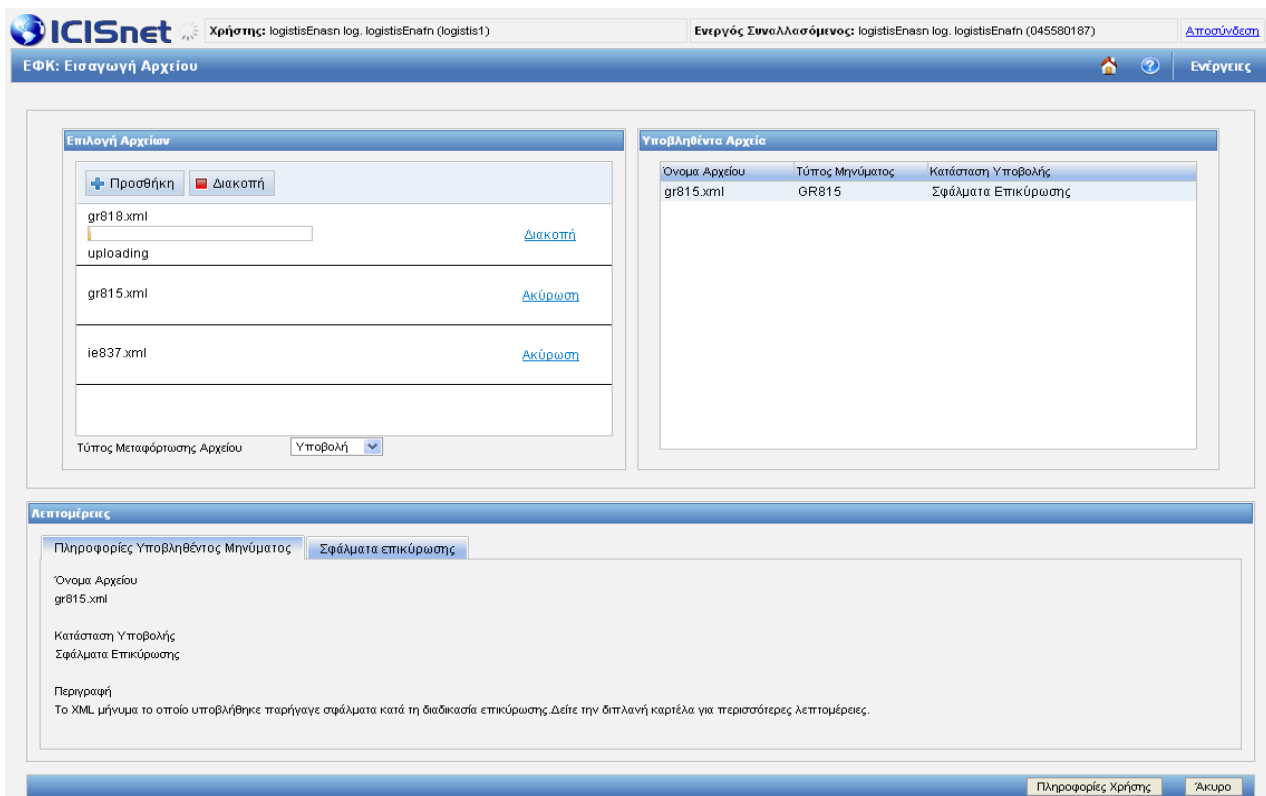 ICISnet Χρήστης: logistisEnasn log. logistisEnafn (logistis1) Ενεργός Συναλλασόμενος: logistisEnasn log. logistisEnafn (045580187) Αποσύνδεση
ΕΦΚ: Εισαγωγή Αρχείου ? Ενέργειες
Επιλογή Αρχείων
Προσθήκη Διακοπή
gr818.xml
Διακοπή
uploading
gr815.xml Ακύρωση
ie837.xml Ακύρωση
Τύπος Μεταφόρτωσης Αρχείου Υποβολή
Υποβληθέντα Αρχεία
Όνομα Αρχείου Τύπος Μηνύματος Κατάσταση Υποβολής
gr815.xml GR815 Σφάλματα Επικύρωσης
Λεπτομέρειες
Πληροφορίες Υποβληθέντος Μηνύματος Σφάλματα επικύρωσης
Όνομα Αρχείου
gr815.xml
Κατάσταση Υποβολής
Σφάλματα Επικύρωσης
Περιγραφή
Το XML μήνυμα το οποίο υποβλήθηκε παρήγαγε σφάλματα κατά τη διαδικασία επικύρωσης.Δείτε την διπλανή καρτέλα για περισσότερες λεπτομέρειες.
Πληροφορίες Χρήσης Άκυρο